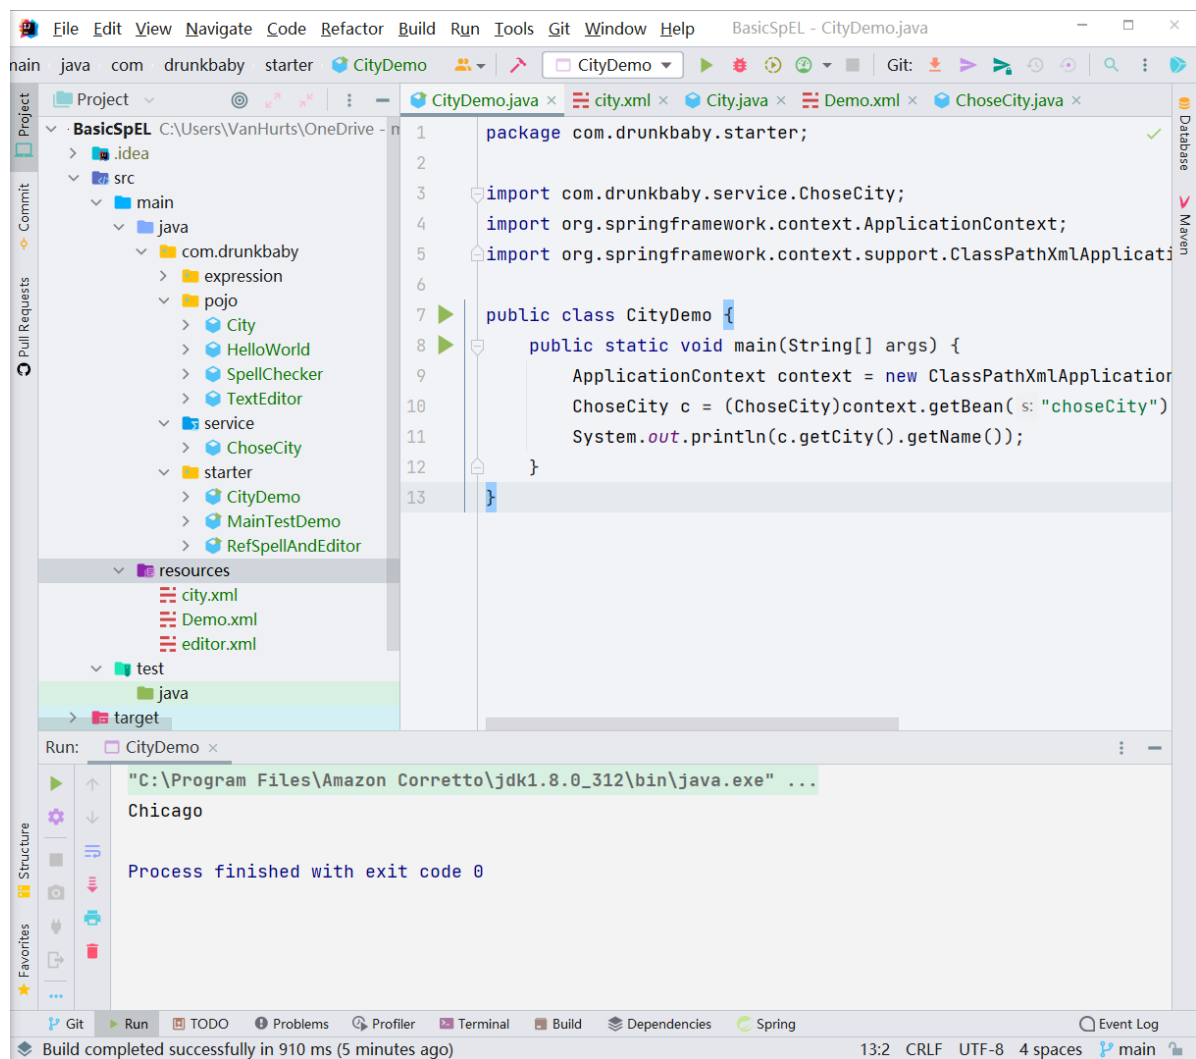 File Edit View Navigate Code Refactor Build Run Tools Git Window Help BasicSpEL - CityDemo.java
main java com drunkbaby starter CityDemo CityDemo Git:
Project
CityDemo.java city.xml City.java Demo.xml ChoseCity.java
BasicSpEL C:\Users\VanHurts\OneDrive -
.idea
src
main
java
com.drunkbaby
expression
pojo
City
HelloWorld
SpellChecker
TextEditor
service
ChoseCity
starter
CityDemo
MainTestDemo
RefSpellAndEditor
resources
city.xml
Demo.xml
editor.xml
test
java
target
1 package com.drunkbaby.starter;
2
3 import com.drunkbaby.service.ChoseCity;
4 import org.springframework.context.ApplicationContext;
5 import org.springframework.context.support.ClassPathXmlApplicati
6
7 public class CityDemo {
8 public static void main(String[] args) {
9 ApplicationContext context = new ClassPathXmlApplication
10 ChoseCity c = (ChoseCity)context.getBean( s: "choseCity")
11 System.out.println(c.getCity().getName());
12 }
13 }
Project
Commit
Pull Requests
Structure
Favorites
Database
Maven
Run: CityDemo
"C:\Program Files\Amazon Corretto\jdk1.8.0_312\bin\java.exe" ...
Chicago
Process finished with exit code 0
Git Run TODO Problems Profiler Terminal Build Dependencies Spring Event Log
Build completed successfully in 910 ms (5 minutes ago) 13:2 CRLF UTF-8 4 spaces main